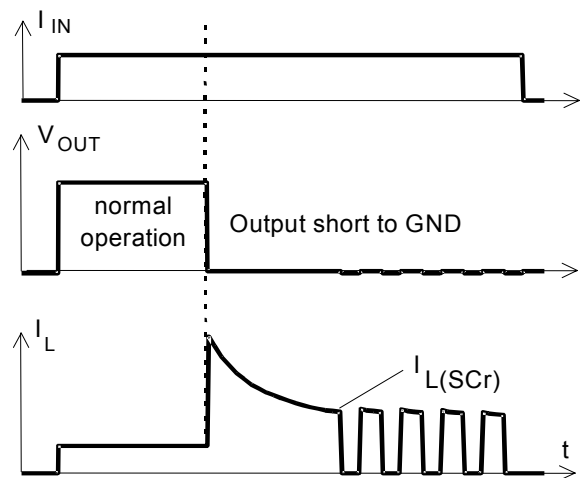 I IN
V OUT
normal
operation
Output short to GND
I L
I L(SCr)
t